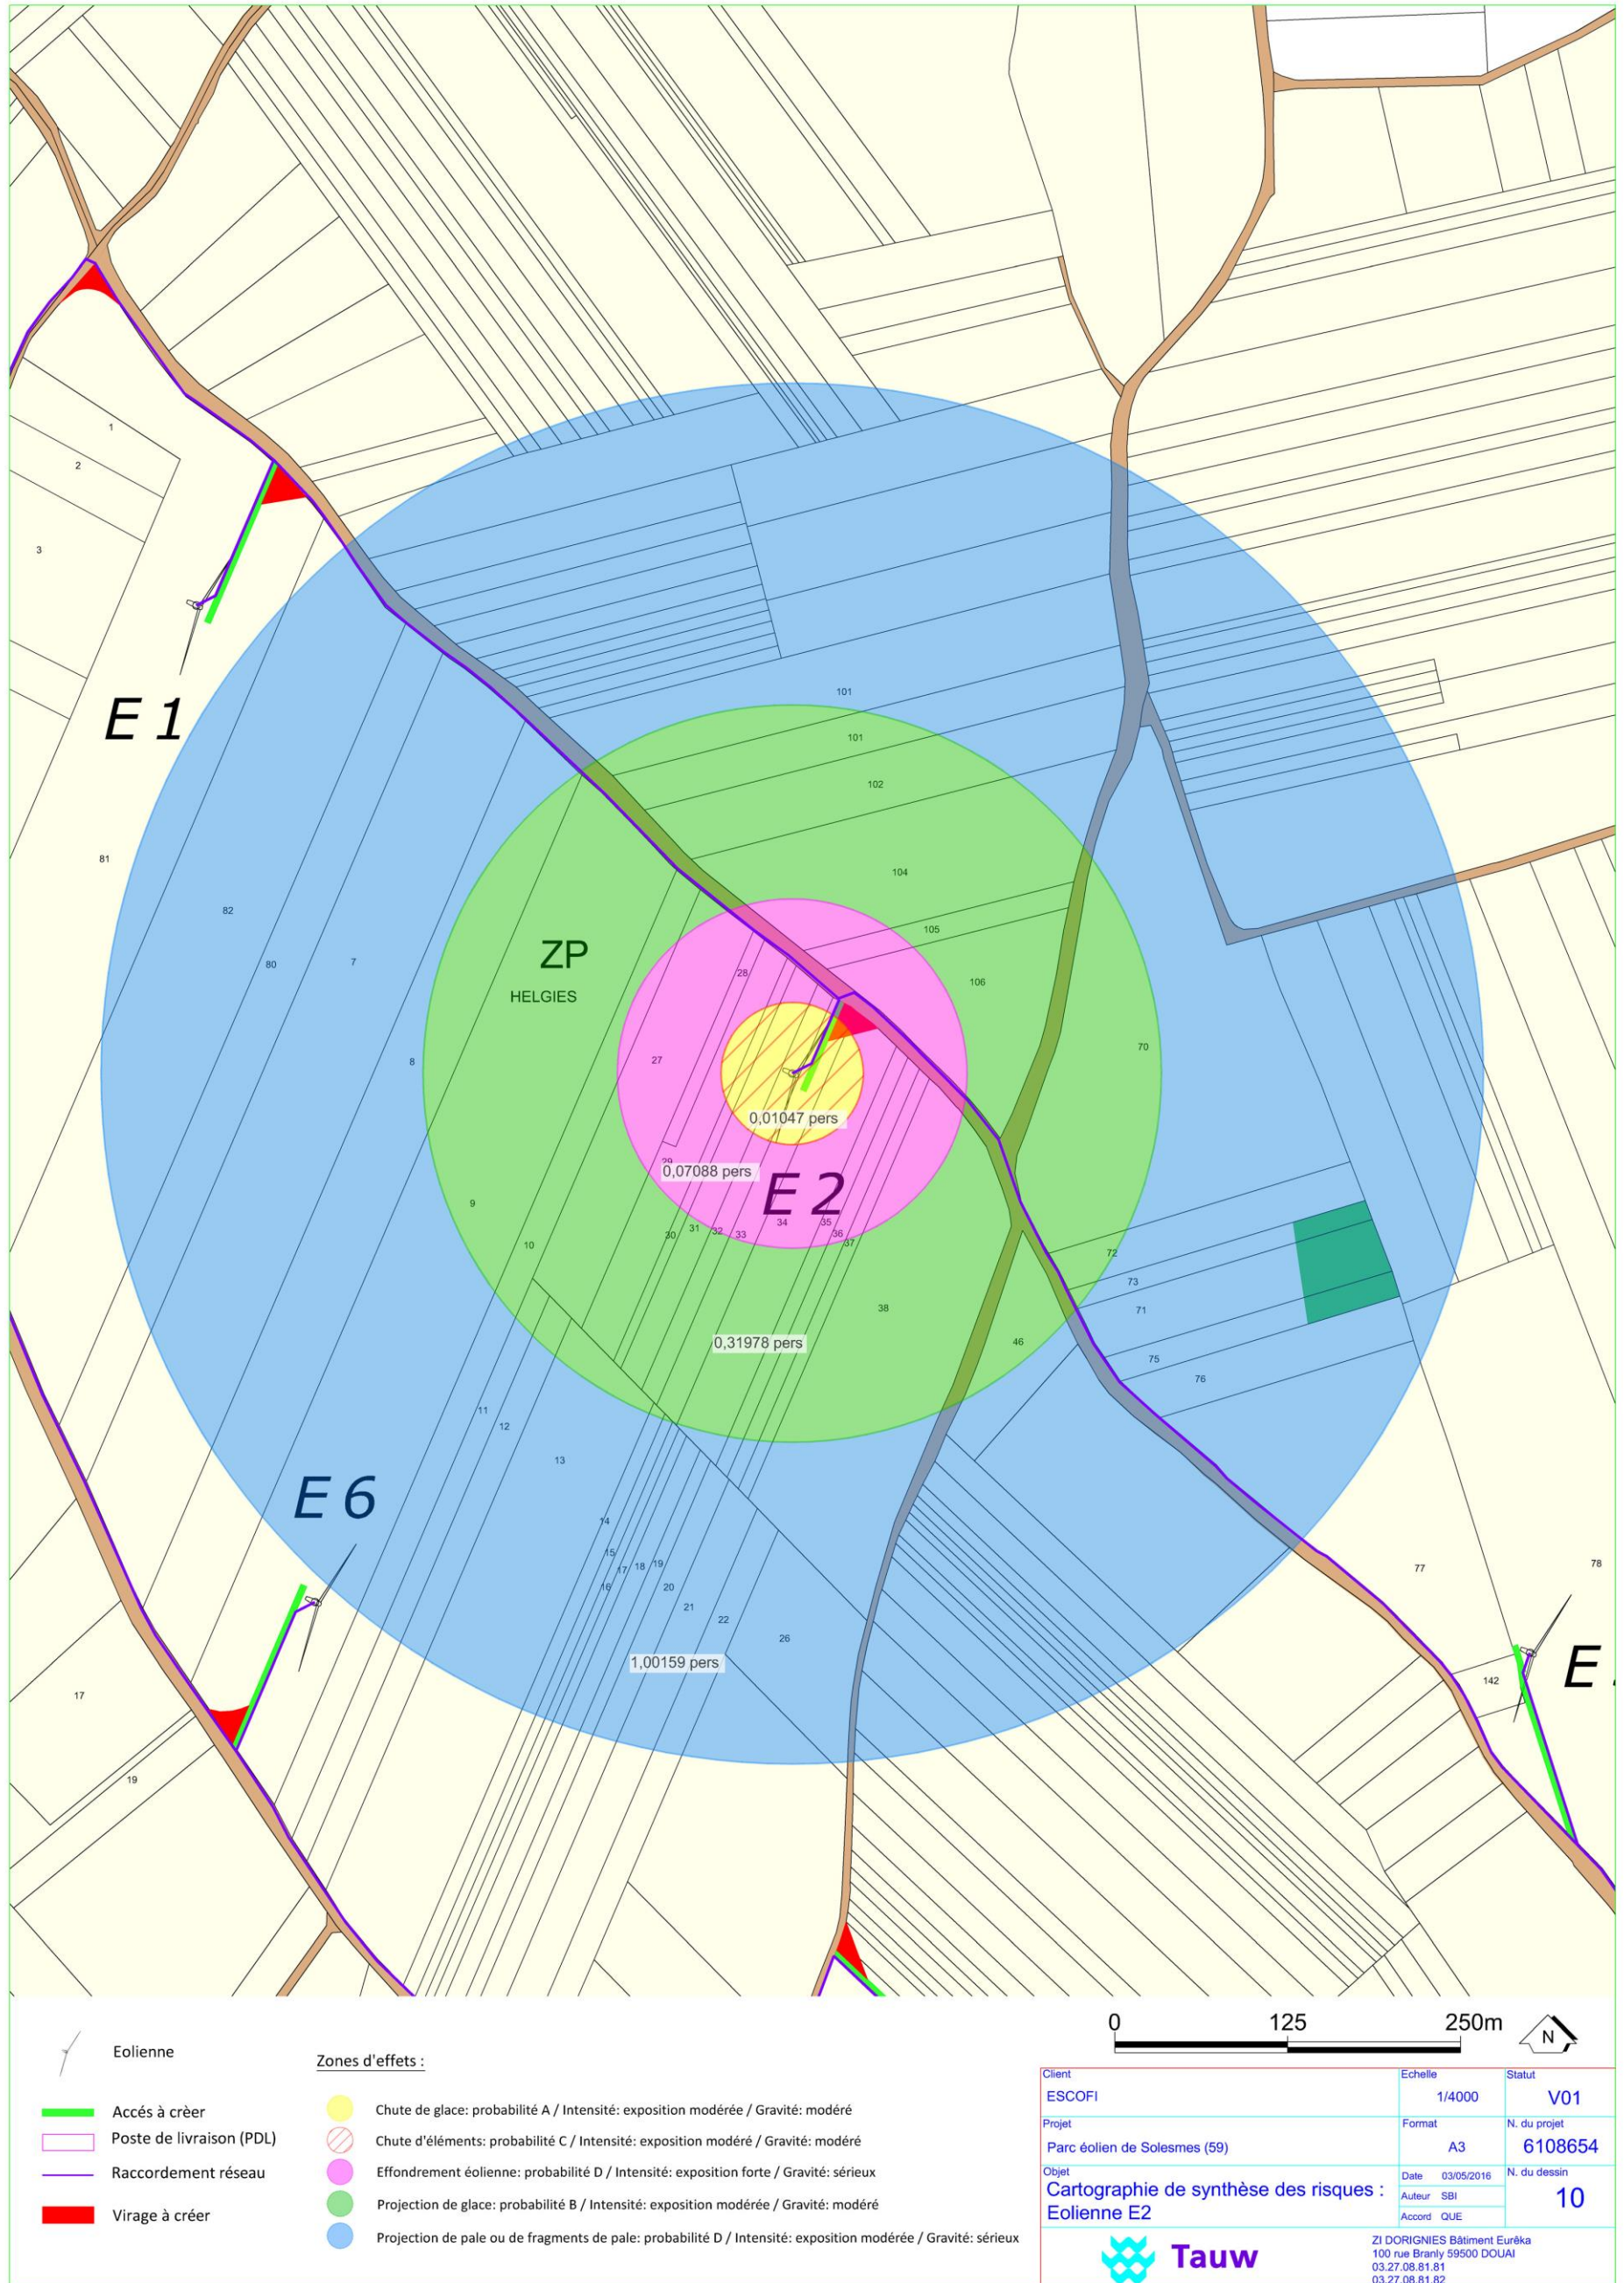 1
2
3
E 1
81
82
80
7
8
101
101
102
104
105
106
70
ZP
HELGIES
28
27
0,01047 pers
29
0,07088 pers
E 2
9
10
30
31
32
33
34
35
36
37
38
0,31978 pers
46
72
73
71
75
76
11
12
13
E 6
14
15
16
17
18
19
20
21
22
26
1,00159 pers
77
78
142
E
17
19
0 125 250m
N
Eolienne
Accés à crèer
Poste de livraison (PDL)
Raccordement réseau
Virage à créer
Zones d'effets :
Chute de glace: probabilité A / Intensité: exposition modérée / Gravité: modéré
Chute d'éléments: probabilité C / Intensité: exposition modéré / Gravité: modéré
Effondrement éolienne: probabilité D / Intensité: exposition forte / Gravité: sérieux
Projection de glace: probabilité B / Intensité: exposition modérée / Gravité: modéré
Projection de pale ou de fragments de pale: probabilité D / Intensité: exposition modérée / Gravité: sérieux
Client
ESCOFI
Echelle
1/4000
Statut
V01
Projet
Parc éolien de Solesmes (59)
Format
A3
N. du projet
6108654
Objet
Cartographie de synthèse des risques :
Eolienne E2
Date 03/05/2016
Auteur SBI
Accord QUE
N. du dessin
10
Tauw
ZI DORIGNIES Bâtiment Eurêka
100 rue Branly 59500 DOUAI
03.27.08.81.81
03.27.08.81.82